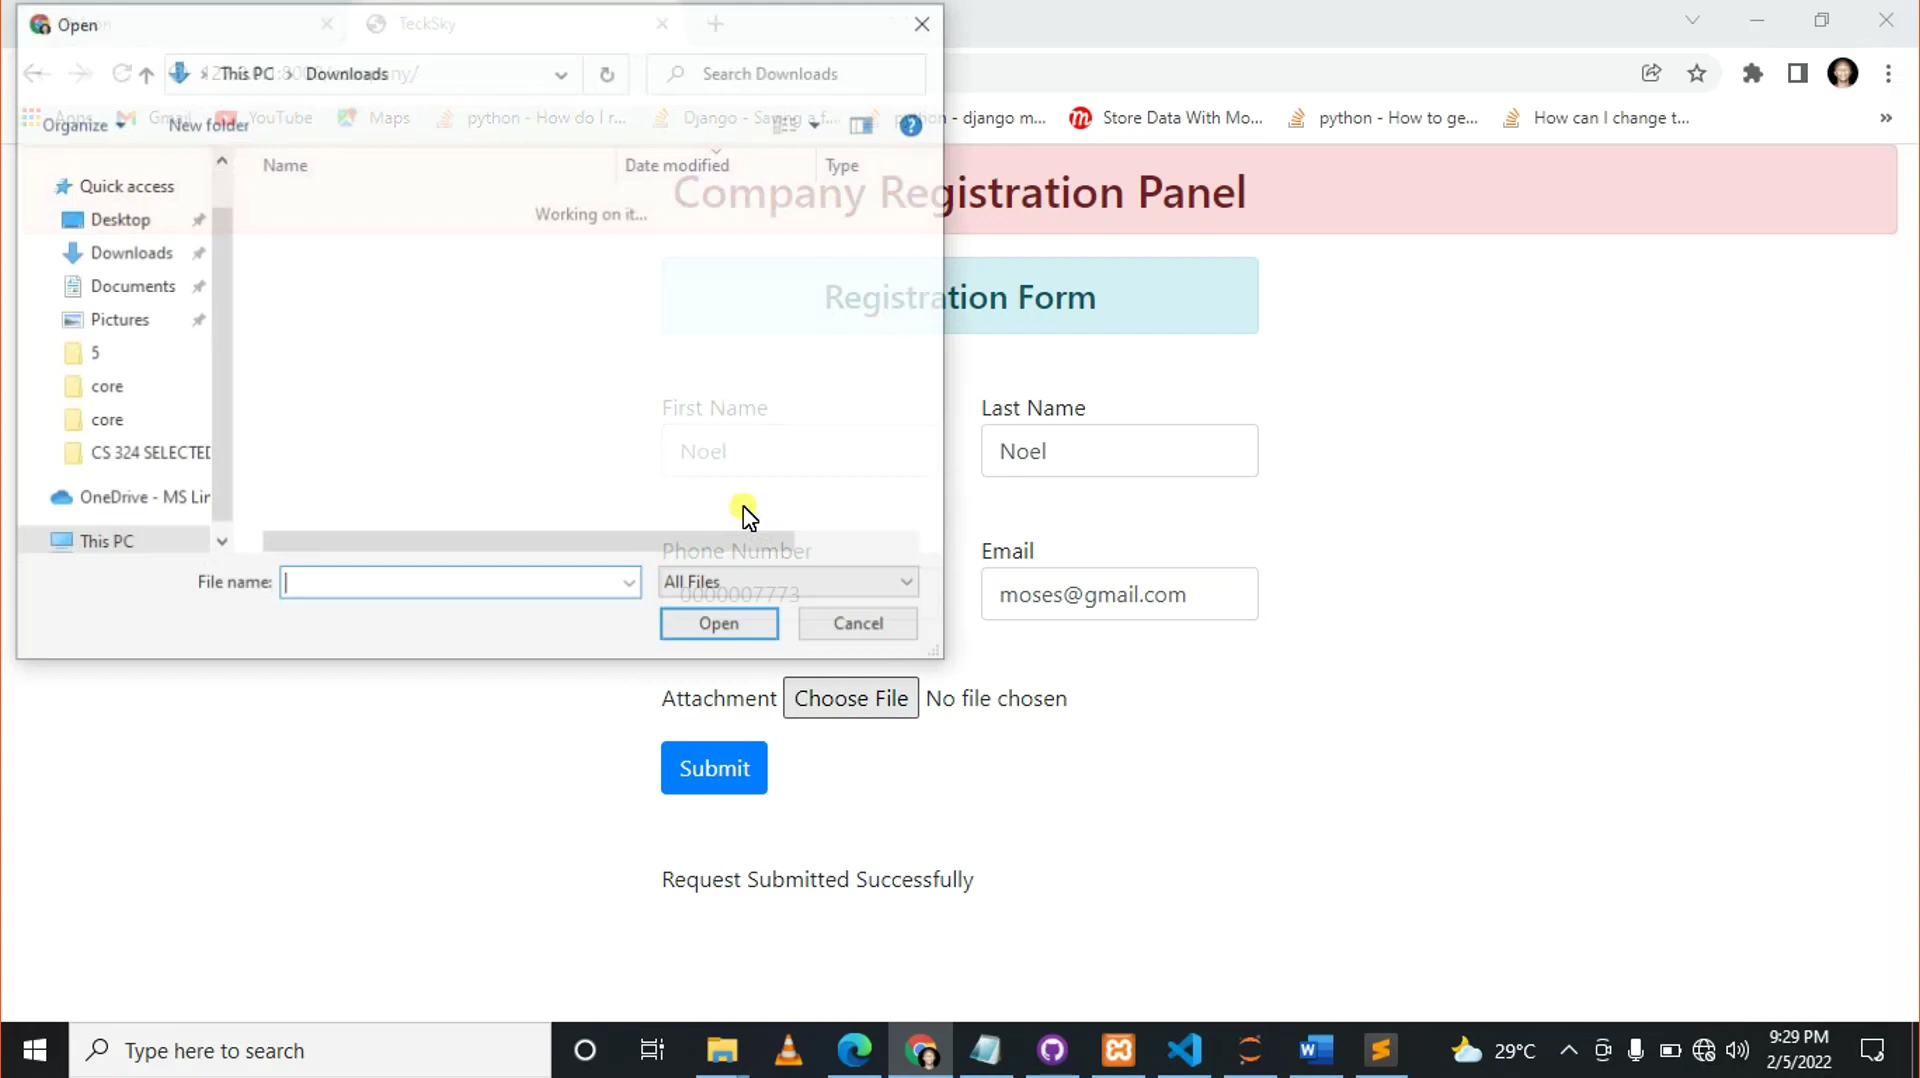 Open
TeckSky
This PC › Downloads
Search Downloads
Apps
Gmail
YouTube
Maps
python - How do I r...
Django - Saving a f...
- django m...
Store Data With Mo...
python - How to ge...
How can I change t...
»
Organize
New folder
Name
Date modified
Type
Working on it...
Quick access
Desktop
Downloads
Documents
Pictures
5
core
core
CS 324 SELECTED
OneDrive - MS Lir
This PC
File name:
All Files
Open
Cancel
Company Registration Panel
Registration Form
First Name
Noel
Last Name
Noel
Phone Number
0000007773
Email
moses@gmail.com
Attachment
Choose File
No file chosen
Submit
Request Submitted Successfully
Type here to search
29°C
9:29 PM
2/5/2022